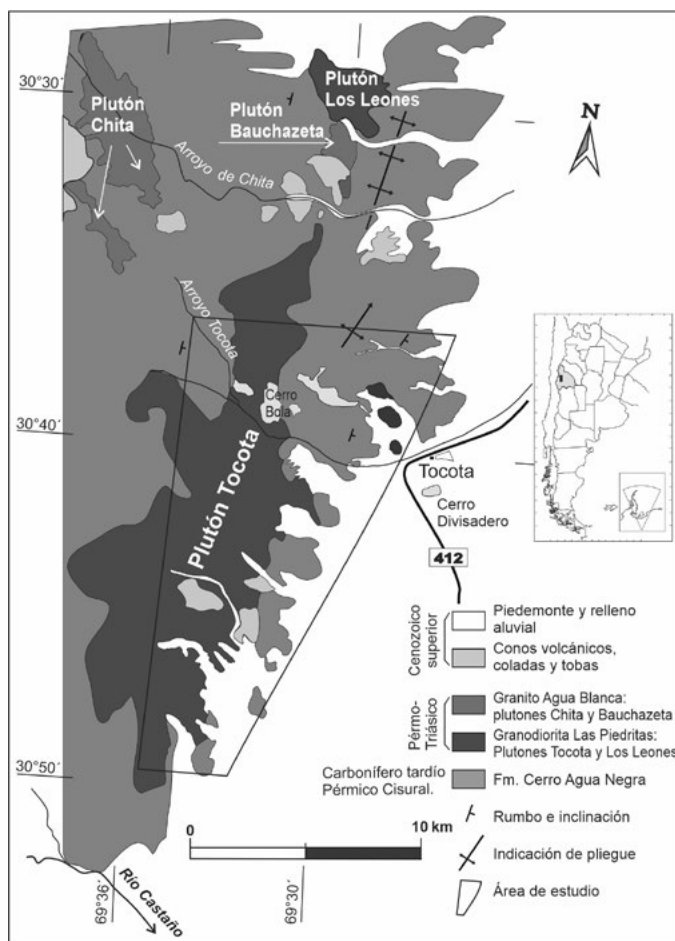 30°30´
Plutón
Chita
Plutón
Los Leones
Plutón
Bauchazeta
N
Arroyo de Chita
Arroyo Tocota
Cerro
Bola
30°40´
Plutón Tocota
Tocota
Cerro
Divisadero
412
30°50´
Cenozoico
superior
Piedemonte y relleno
aluvial
Conos volcánicos,
coladas y tobas
Pérmo-
Triásico
Granito Agua Blanca:
plutones Chita y Bauchazeta
Granodiorita Las Piedritas:
Plutones Tocota y Los Leones
Carbonífero tardío
Pérmico Cisural.
Fm. Cerro Agua Negra
Rumbo e inclinación
Indicación de pliegue
Área de estudio
0
10 km
69°36´
Río Castaño
69°30´